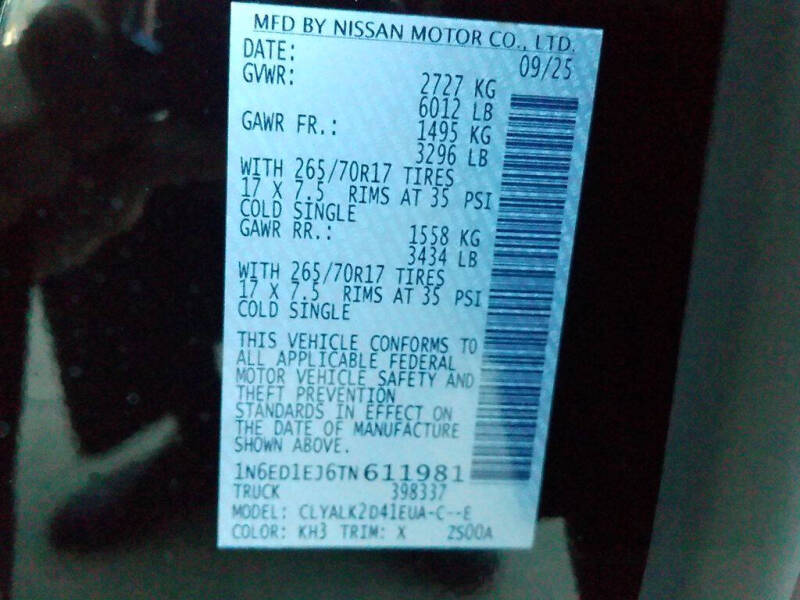 MFD BY NISSAN MOTOR CO., LTD.
DATE: 09/25
GVWR: 2727 KG
6012 LB
GAWR FR.: 1495 KG
3296 LB
WITH 265/70R17 TIRES
17 X 7.5 RIMS AT 35 PSI
COLD SINGLE
GAWR RR.: 1558 KG
3434 LB
WITH 265/70R17 TIRES
17 X 7.5 RIMS AT 35 PSI
COLD SINGLE
THIS VEHICLE CONFORMS TO
ALL APPLICABLE FEDERAL
MOTOR VEHICLE SAFETY AND
THEFT PREVENTION
STANDARDS IN EFFECT ON
THE DATE OF MANUFACTURE
SHOWN ABOVE.
1N6ED1EJ6TN611981
TRUCK 398337
MODEL: CLYALK2D41EUA-C--E
COLOR: KH3 TRIM: X 2S00A